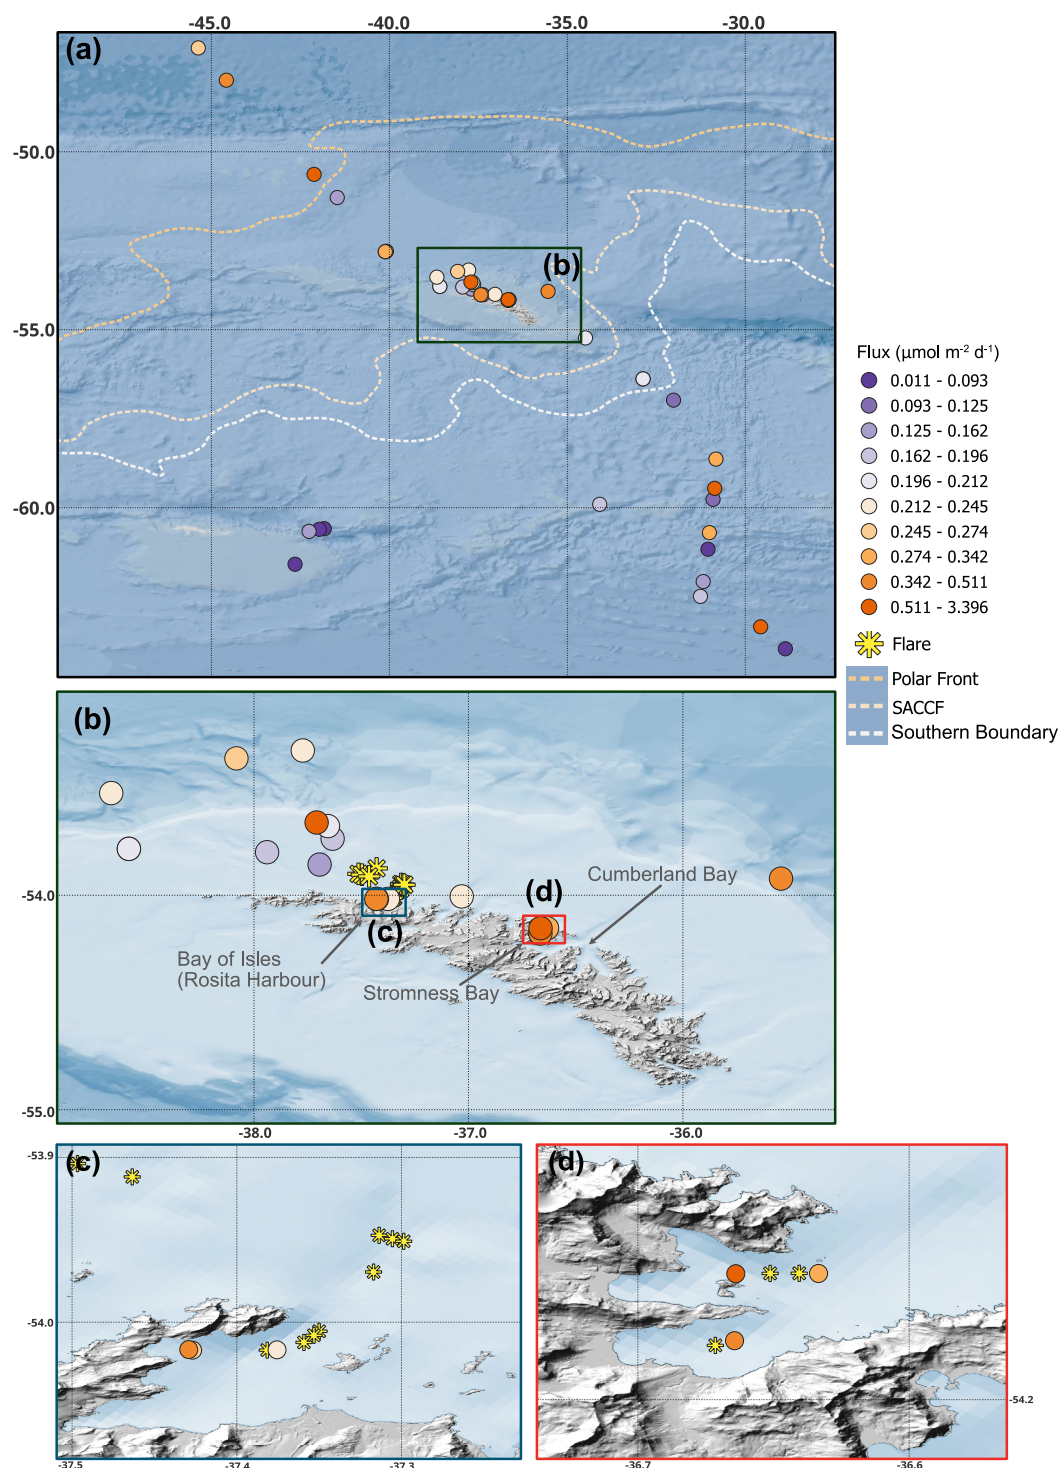 -45.0 -40.0 -35.0 -30.0
(a)
-50.0
(b)
-55.0
-60.0
Flux (µmol m⁻² d⁻¹)
0.011 - 0.093
0.093 - 0.125
0.125 - 0.162
0.162 - 0.196
0.196 - 0.212
0.212 - 0.245
0.245 - 0.274
0.274 - 0.342
0.342 - 0.511
0.511 - 3.396
Flare
Polar Front
SACCF
Southern Boundary
(b)
Cumberland Bay
-54.0
(d)
(c)
Bay of Isles
(Rosita Harbour)
Stromness Bay
-55.0
-38.0 -37.0 -36.0
-53.9
(c)
-54.0
-37.5 -37.4 -37.3
(d)
-54.2
-36.7 -36.6